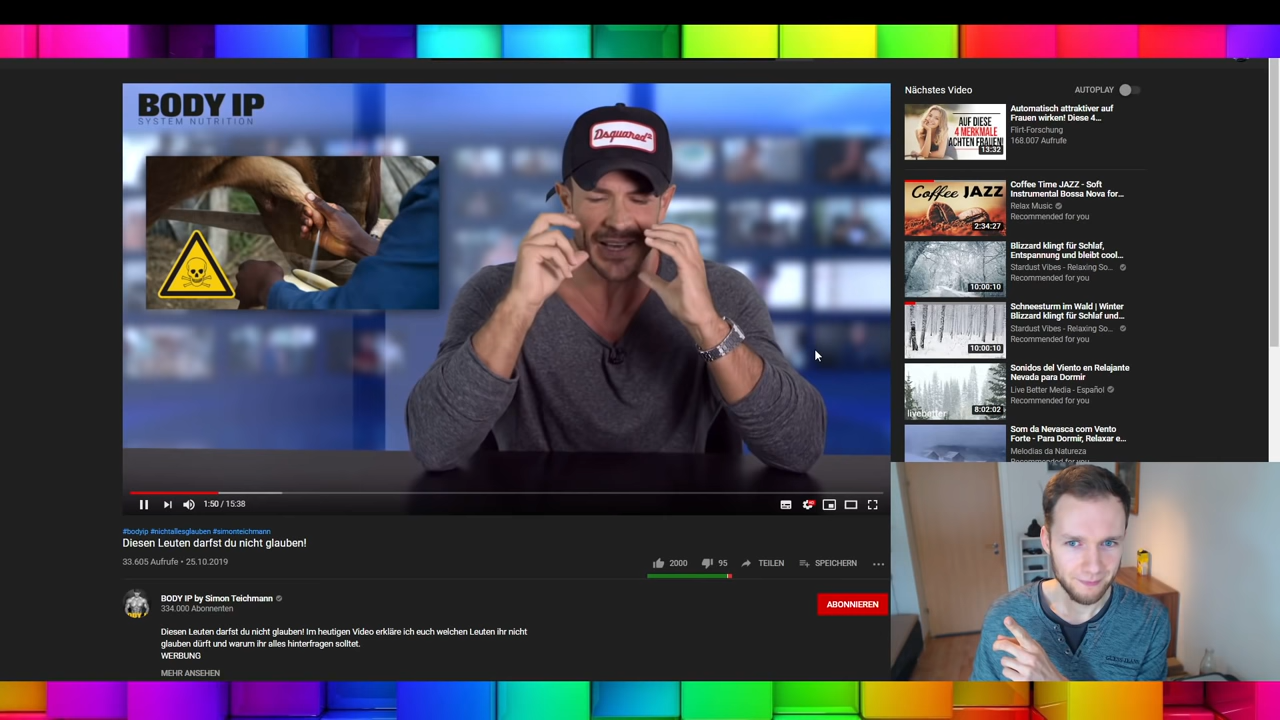 BODY IP
SYSTEM NUTRITION
Dsquared2
1:50 / 15:38
#bodyip #nichtallesglauben #simonteichmann
Diesen Leuten darfst du nicht glauben!
33.605 Aufrufe • 25.10.2019
2000
95
TEILEN
SPEICHERN
BODY IP by Simon Teichmann
334.000 Abonnenten
ABONNIEREN
Diesen Leuten darfst du nicht glauben! Im heutigen Video erkläre ich euch welchen Leuten ihr nicht
glauben dürft und warum ihr alles hinterfragen solltet.
WERBUNG
MEHR ANSEHEN
Nächstes Video
AUTOPLAY
AUF DIESE
4 MERKMALE
ACHTEN FRAUEN!
13:32
Automatisch attraktiver auf
Frauen wirken! Diese 4...
Flirt-Forschung
168.007 Aufrufe
Coffee JAZZ
2:34:27
Coffee Time JAZZ - Soft
Instrumental Bossa Nova for...
Relax Music
Recommended for you
10:00:10
Blizzard klingt für Schlaf,
Entspannung und bleibt cool...
Stardust Vibes - Relaxing So...
Recommended for you
10:00:10
Schneesturm im Wald | Winter
Blizzard klingt für Schlaf und...
Stardust Vibes - Relaxing So...
Recommended for you
livebetter
8:02:02
Sonidos del Viento en Relajante
Nevada para Dormir
Live Better Media - Español
Recommended for you
Som da Nevasca com Vento
Forte - Para Dormir, Relaxar e...
Melodias da Natureza
Recommended for you